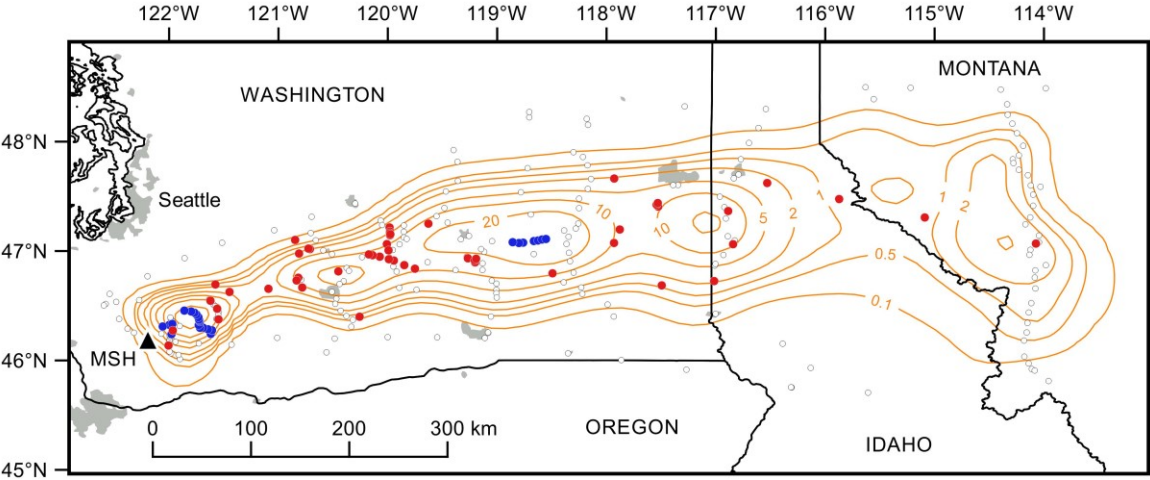 122°W 121°W 120°W 119°W 118°W 117°W 116°W 115°W 114°W
MONTANA
WASHINGTON
48°N
Seattle
1 1 2
20 10 5 2
10
47°N
0.5
0.1
46°N
MSH
0 100 200 300 km
OREGON
IDAHO
45°N